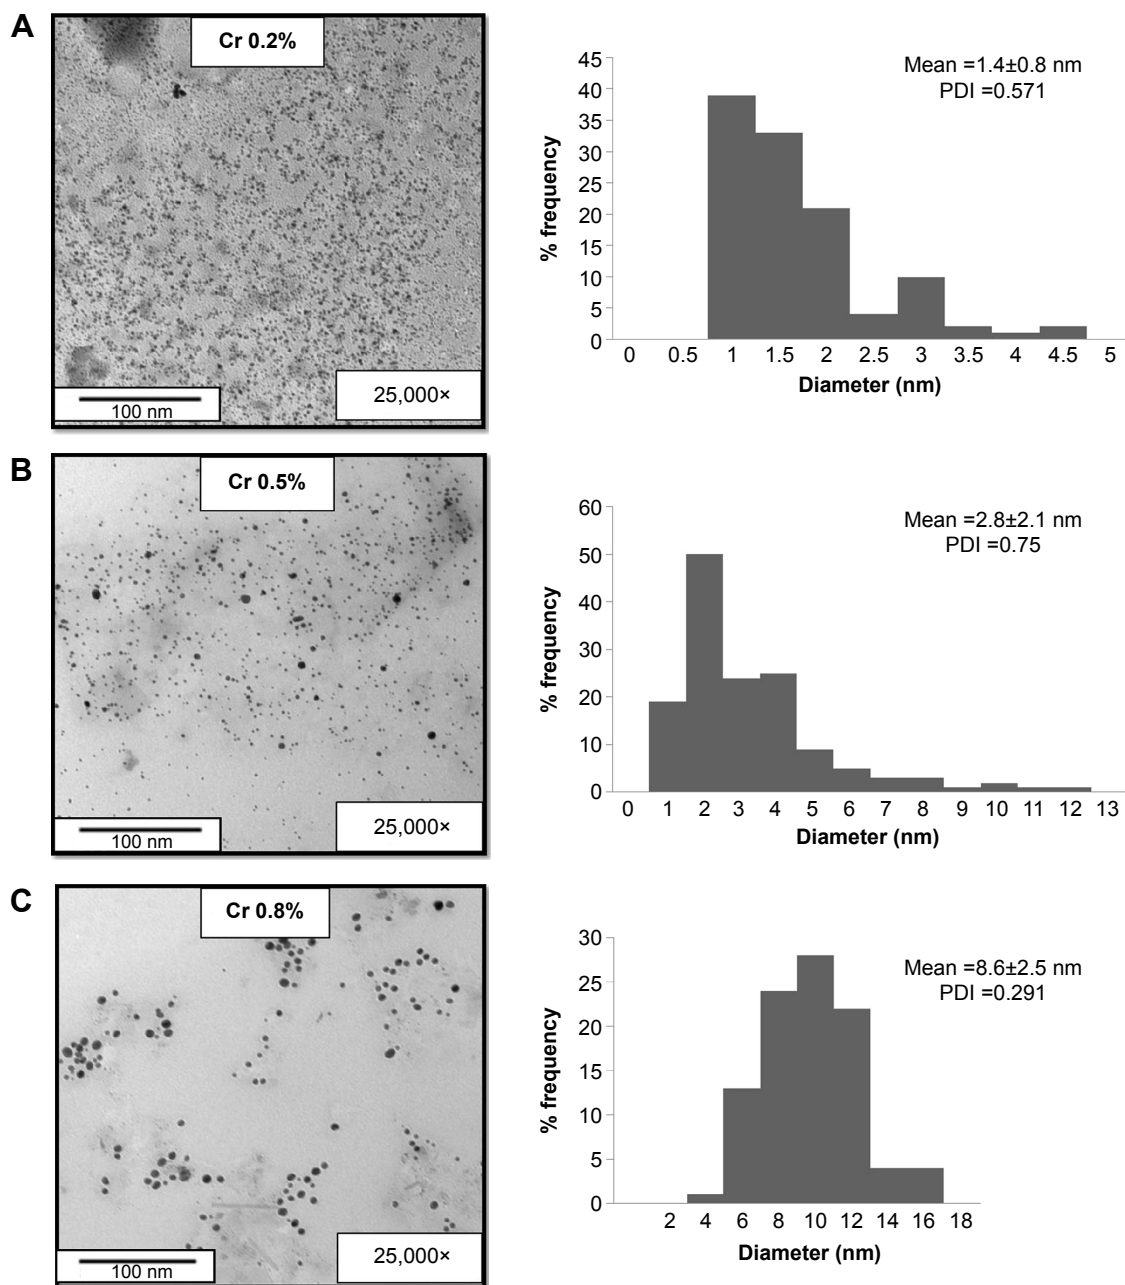 A
Cr 0.2%
100 nm
25,000×
Mean =1.4±0.8 nm
PDI =0.571
% frequency
45
40
35
30
25
20
15
10
5
0
0 0.5 1 1.5 2 2.5 3 3.5 4 4.5 5
Diameter (nm)
B
Cr 0.5%
100 nm
25,000×
Mean =2.8±2.1 nm
PDI =0.75
% frequency
60
50
40
30
20
10
0
0 1 2 3 4 5 6 7 8 9 10 11 12 13
Diameter (nm)
C
Cr 0.8%
100 nm
25,000×
Mean =8.6±2.5 nm
PDI =0.291
% frequency
30
25
20
15
10
5
0
2 4 6 8 10 12 14 16 18
Diameter (nm)